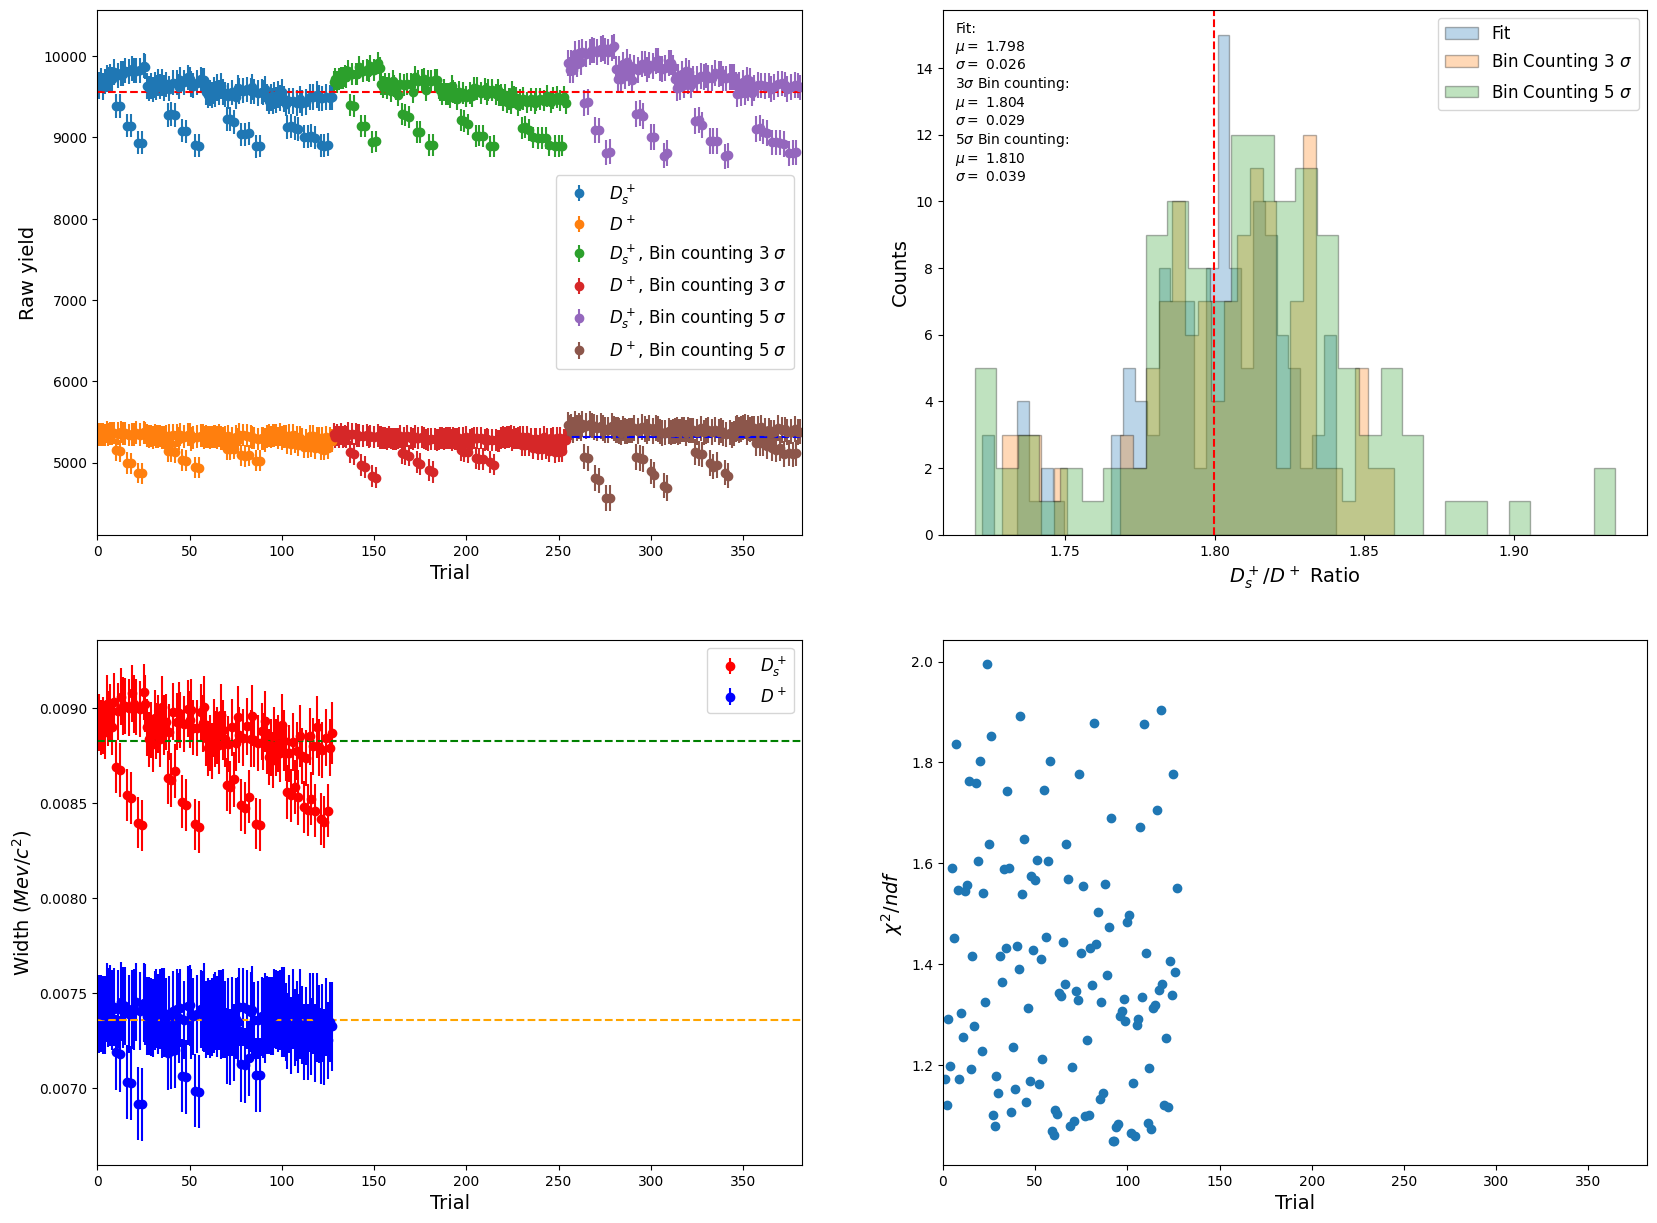 10000
9000
8000
7000
6000
5000
Raw yield
0 50 100 150 200 250 300 350
Trial
D_s^+
D^+
D_s^+, Bin counting 3 σ
D^+, Bin counting 3 σ
D_s^+, Bin counting 5 σ
D^+, Bin counting 5 σ
Fit:
μ = 1.798
σ = 0.026
3σ Bin counting:
μ = 1.804
σ = 0.029
5σ Bin counting:
μ = 1.810
σ = 0.039
Fit
Bin Counting 3 σ
Bin Counting 5 σ
14
12
10
8
6
4
2
0
Counts
1.75 1.80 1.85 1.90
D_s^+/D^+ Ratio
0.0090
0.0085
0.0080
0.0075
0.0070
Width (Mev/c^2)
D_s^+
D^+
0 50 100 150 200 250 300 350
Trial
2.0
1.8
1.6
1.4
1.2
χ^2/ndf
0 50 100 150 200 250 300 350
Trial